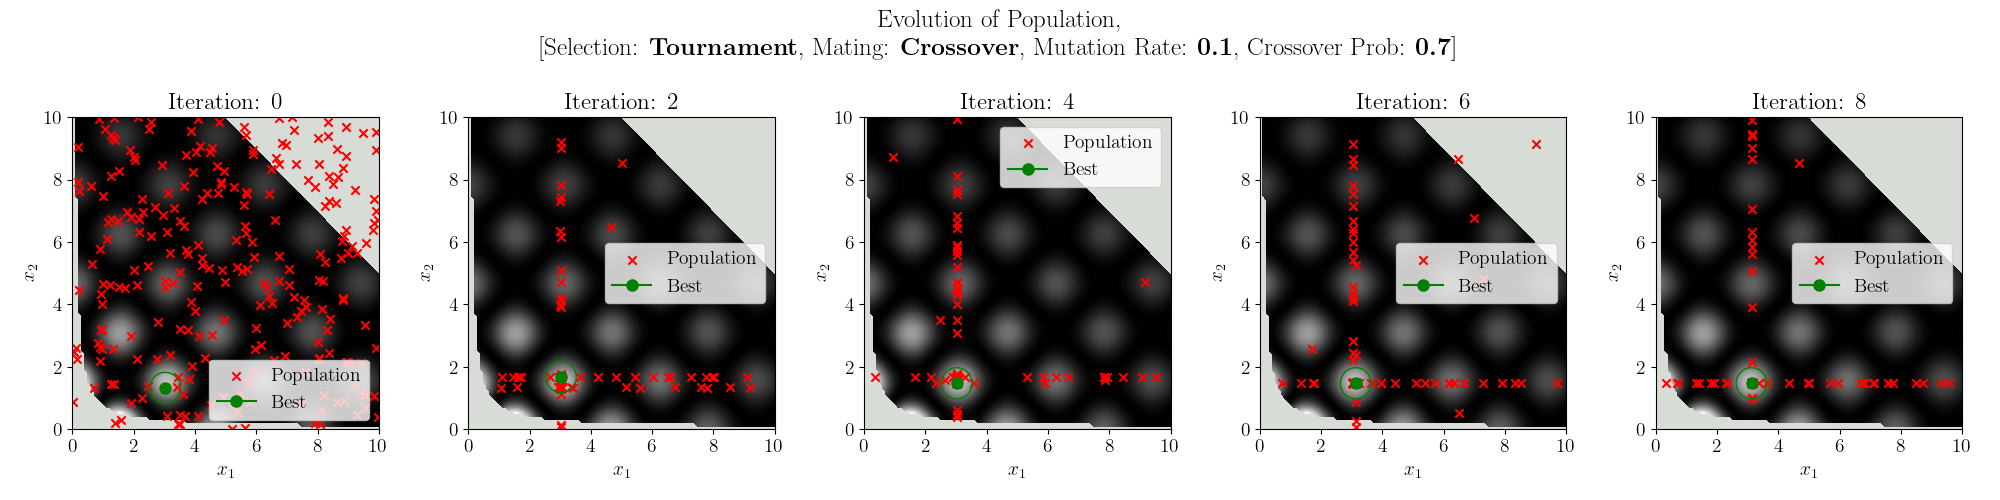 Evolution of Population,
[Selection: Tournament, Mating: Crossover, Mutation Rate: 0.1, Crossover Prob: 0.7]
Iteration: 0
10
8
6
4
2
0
x2
0 2 4 6 8 10
x1
Population
Best
Iteration: 2
10
8
6
4
2
0
x2
0 2 4 6 8 10
x1
Population
Best
Iteration: 4
10
8
6
4
2
0
x2
0 2 4 6 8 10
x1
Population
Best
Iteration: 6
10
8
6
4
2
0
x2
0 2 4 6 8 10
x1
Population
Best
Iteration: 8
10
8
6
4
2
0
x2
0 2 4 6 8 10
x1
Population
Best